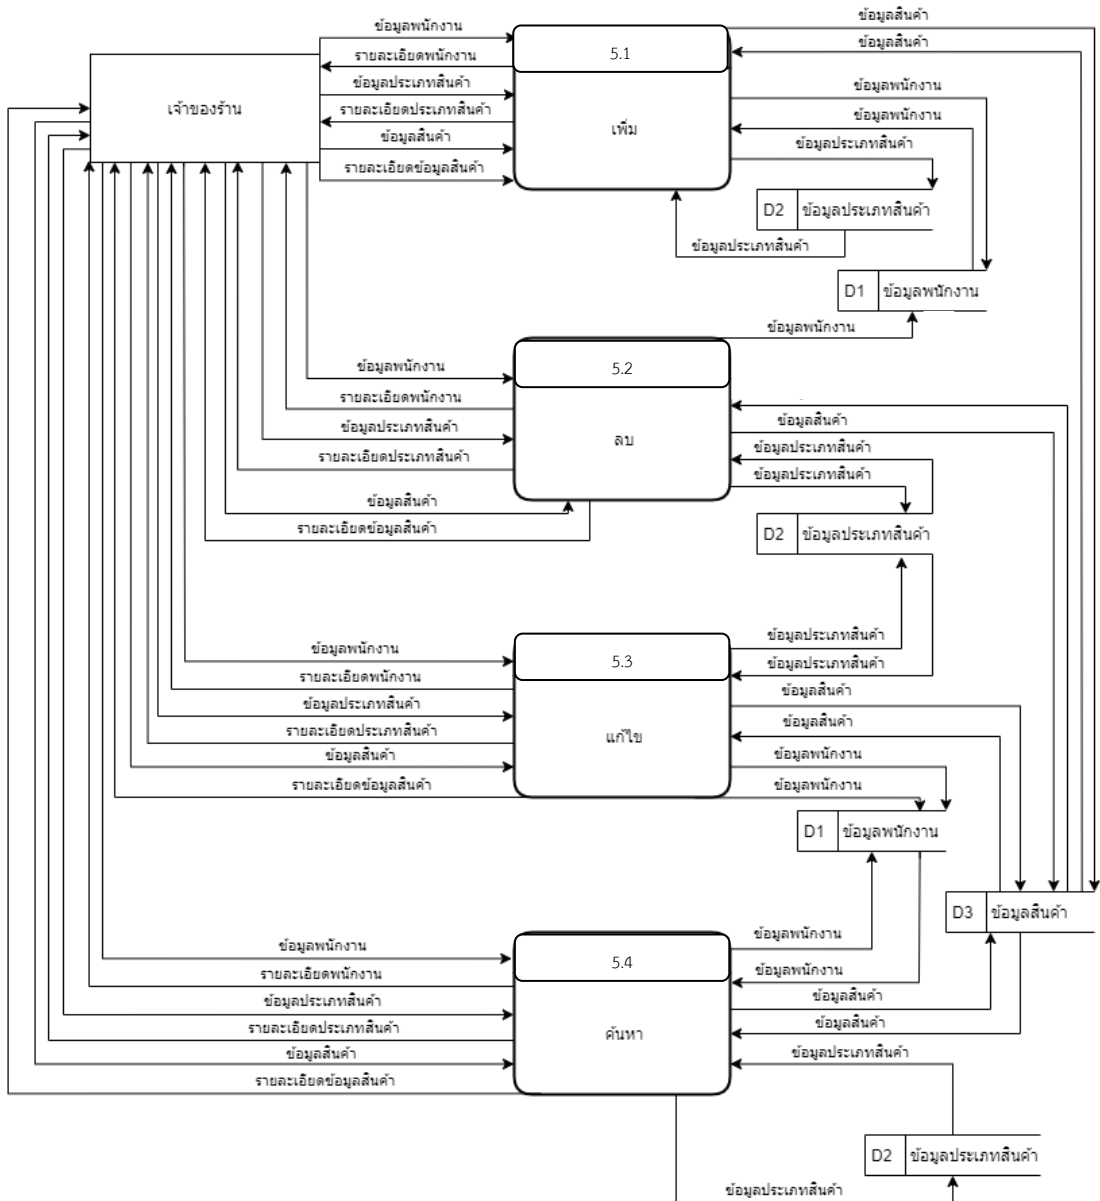 ข้อมูลพนักงาน
รายละเอียดพนักงาน
ข้อมูลประเภทสินค้า
รายละเอียดประเภทสินค้า
ข้อมูลสินค้า
รายละเอียดข้อมูลสินค้า
เจ้าของร้าน
5.1
เพิ่ม
ข้อมูลสินค้า
ข้อมูลสินค้า
ข้อมูลพนักงาน
ข้อมูลพนักงาน
ข้อมูลประเภทสินค้า
D2 ข้อมูลประเภทสินค้า
ข้อมูลประเภทสินค้า
D1 ข้อมูลพนักงาน
ข้อมูลพนักงาน
5.2
ลบ
ข้อมูลพนักงาน
รายละเอียดพนักงาน
ข้อมูลประเภทสินค้า
รายละเอียดประเภทสินค้า
ข้อมูลสินค้า
รายละเอียดข้อมูลสินค้า
ข้อมูลสินค้า
ข้อมูลประเภทสินค้า
ข้อมูลประเภทสินค้า
D2 ข้อมูลประเภทสินค้า
5.3
แก้ไข
ข้อมูลพนักงาน
รายละเอียดพนักงาน
ข้อมูลประเภทสินค้า
รายละเอียดประเภทสินค้า
ข้อมูลสินค้า
รายละเอียดข้อมูลสินค้า
ข้อมูลประเภทสินค้า
ข้อมูลประเภทสินค้า
ข้อมูลสินค้า
ข้อมูลสินค้า
ข้อมูลพนักงาน
ข้อมูลพนักงาน
D1 ข้อมูลพนักงาน
D3 ข้อมูลสินค้า
5.4
ค้นหา
ข้อมูลพนักงาน
รายละเอียดพนักงาน
ข้อมูลประเภทสินค้า
รายละเอียดประเภทสินค้า
ข้อมูลสินค้า
รายละเอียดข้อมูลสินค้า
ข้อมูลพนักงาน
ข้อมูลพนักงาน
ข้อมูลสินค้า
ข้อมูลสินค้า
ข้อมูลประเภทสินค้า
D2 ข้อมูลประเภทสินค้า
ข้อมูลประเภทสินค้า